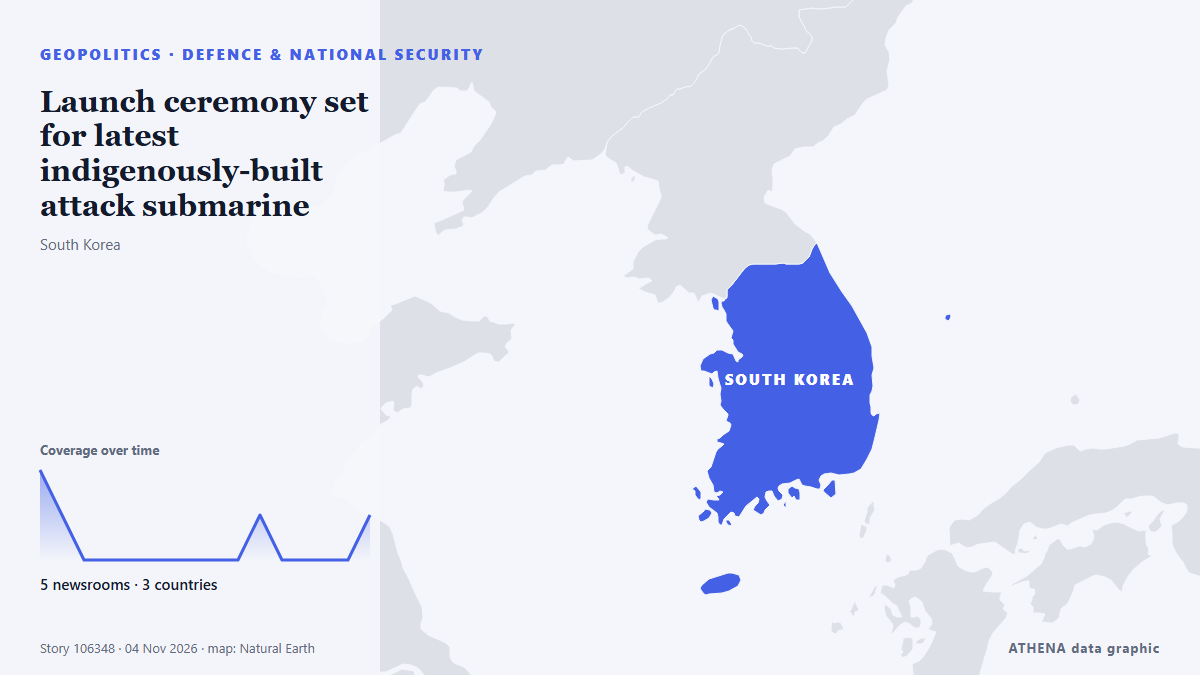 GEOPOLITICS · DEFENCE & NATIONAL SECURITY
Launch ceremony set
for latest
indigenously-built
attack submarine
South Korea
SOUTH KOREA
Coverage over time
5 newsrooms · 3 countries
Story 106348 · 04 Nov 2026 · map: Natural Earth
ATHENA data graphic